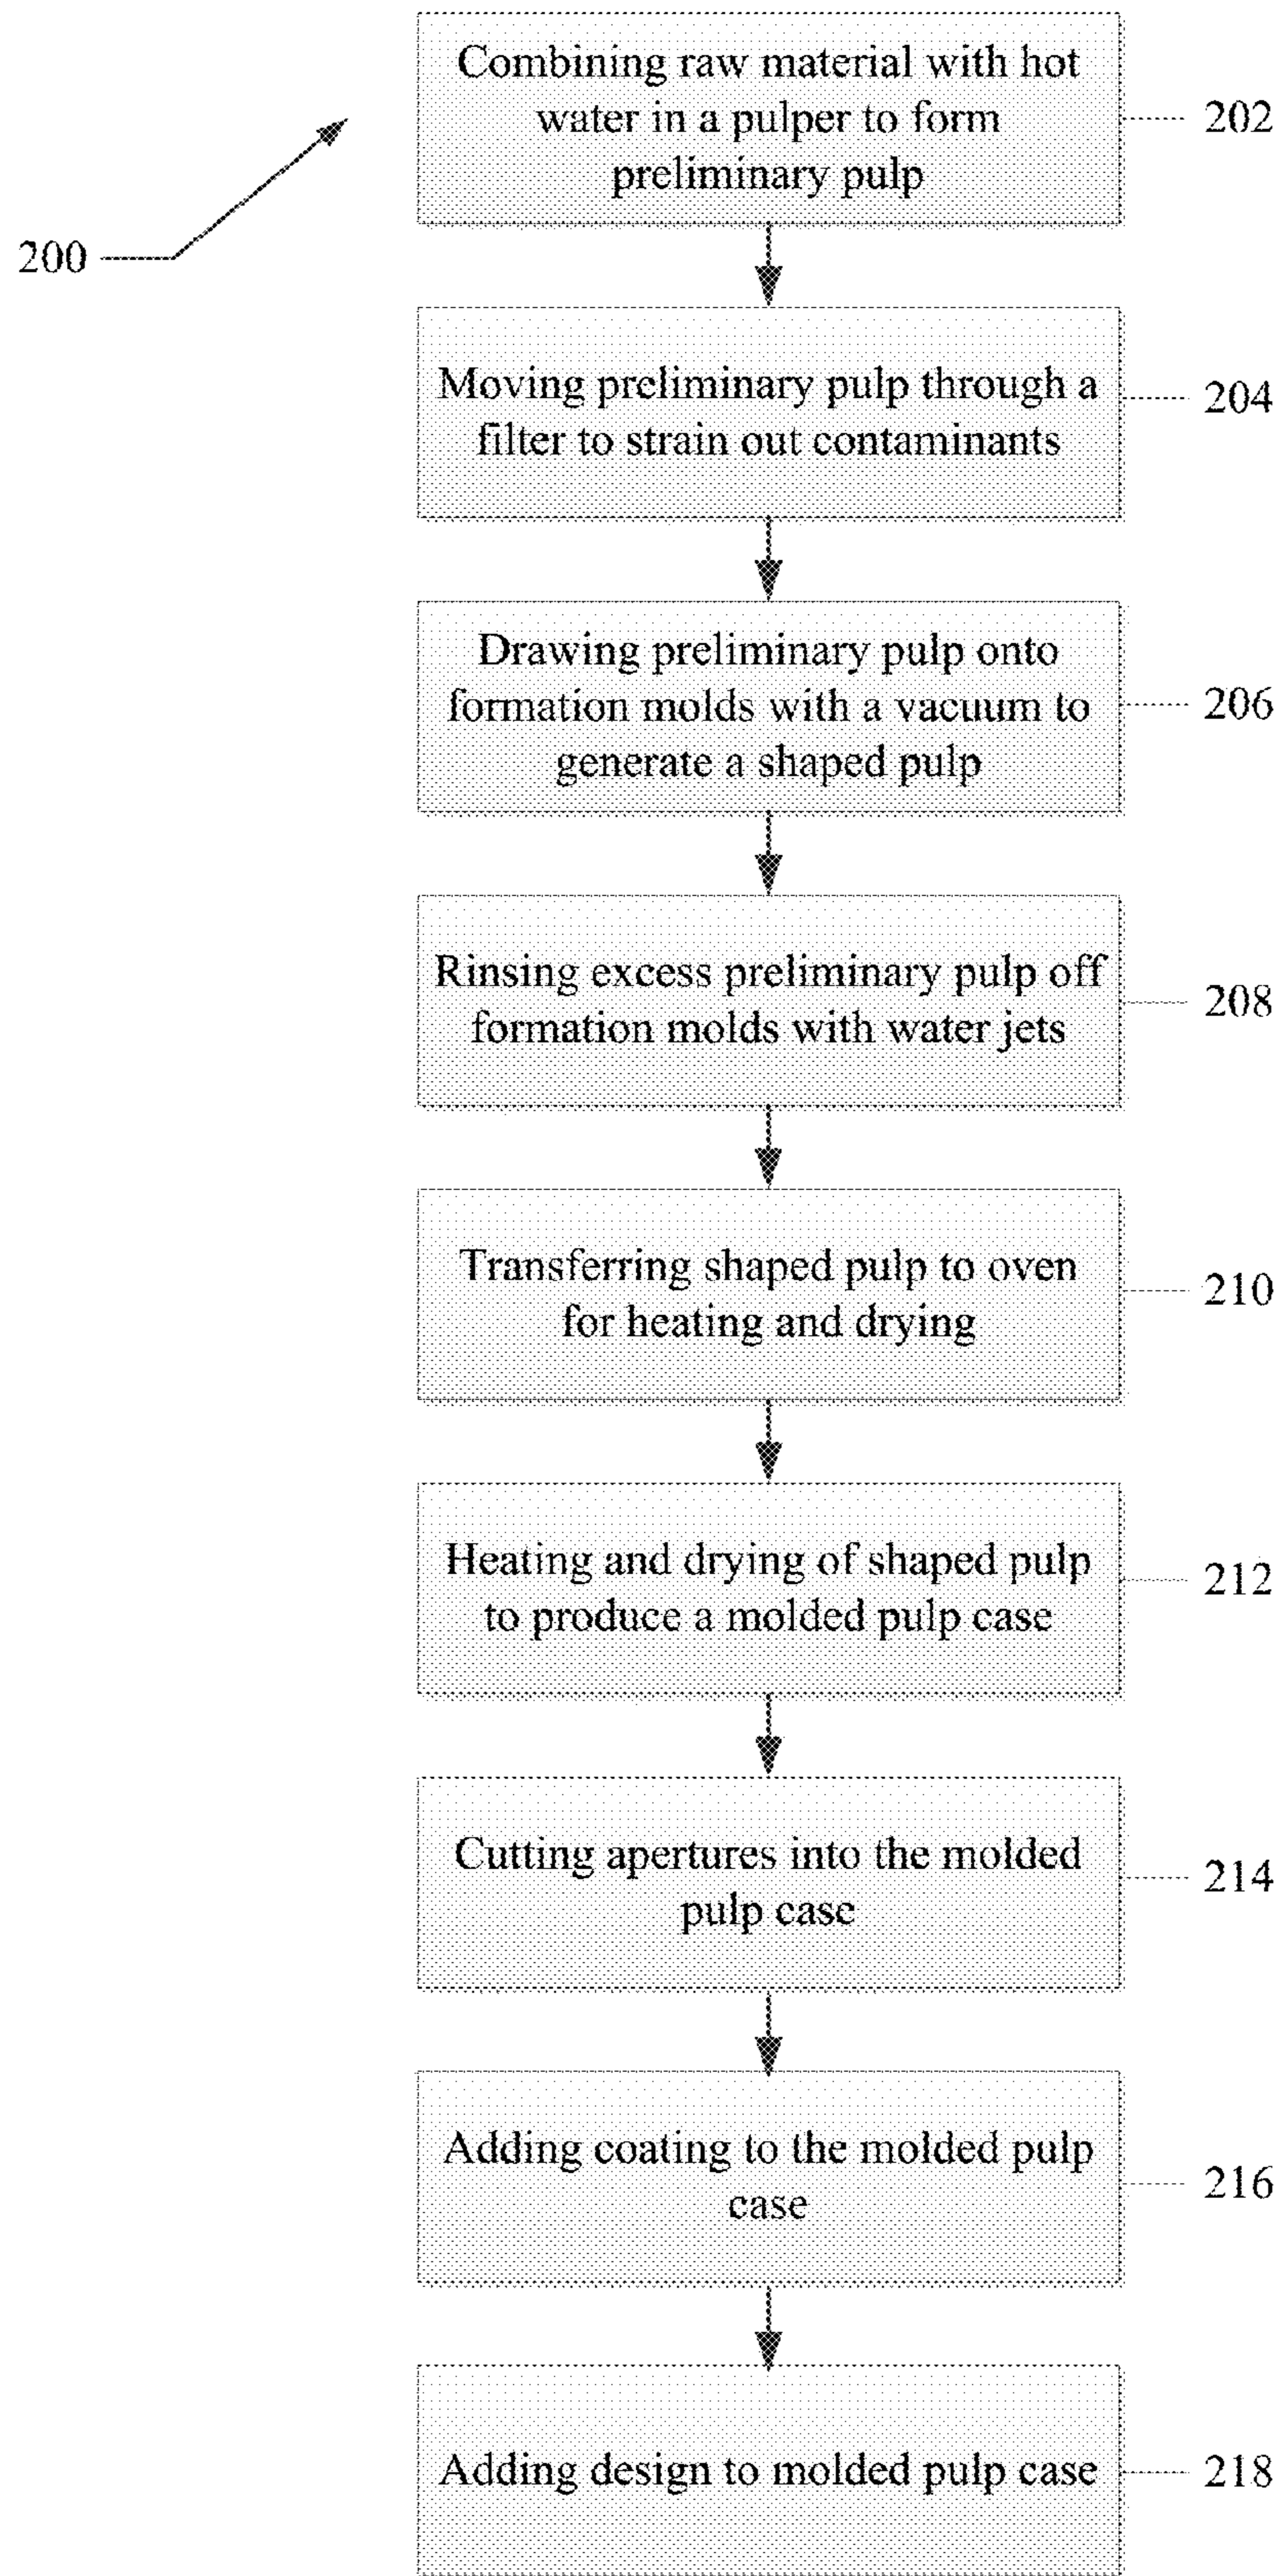 Combining raw material with hot
water in a pulper to form
preliminary pulp
202
200
Moving preliminary pulp through a
filter to strain out contaminants
204
Drawing preliminary pulp onto
formation molds with a vacuum to
generate a shaped pulp
206
Rinsing excess preliminary pulp off
formation molds with water jets
208
Transferring shaped pulp to oven
for heating and drying
210
Heating and drying of shaped pulp
to produce a molded pulp case
212
Cutting apertures into the molded
pulp case
214
Adding coating to the molded pulp
case
216
Adding design to molded pulp case
218